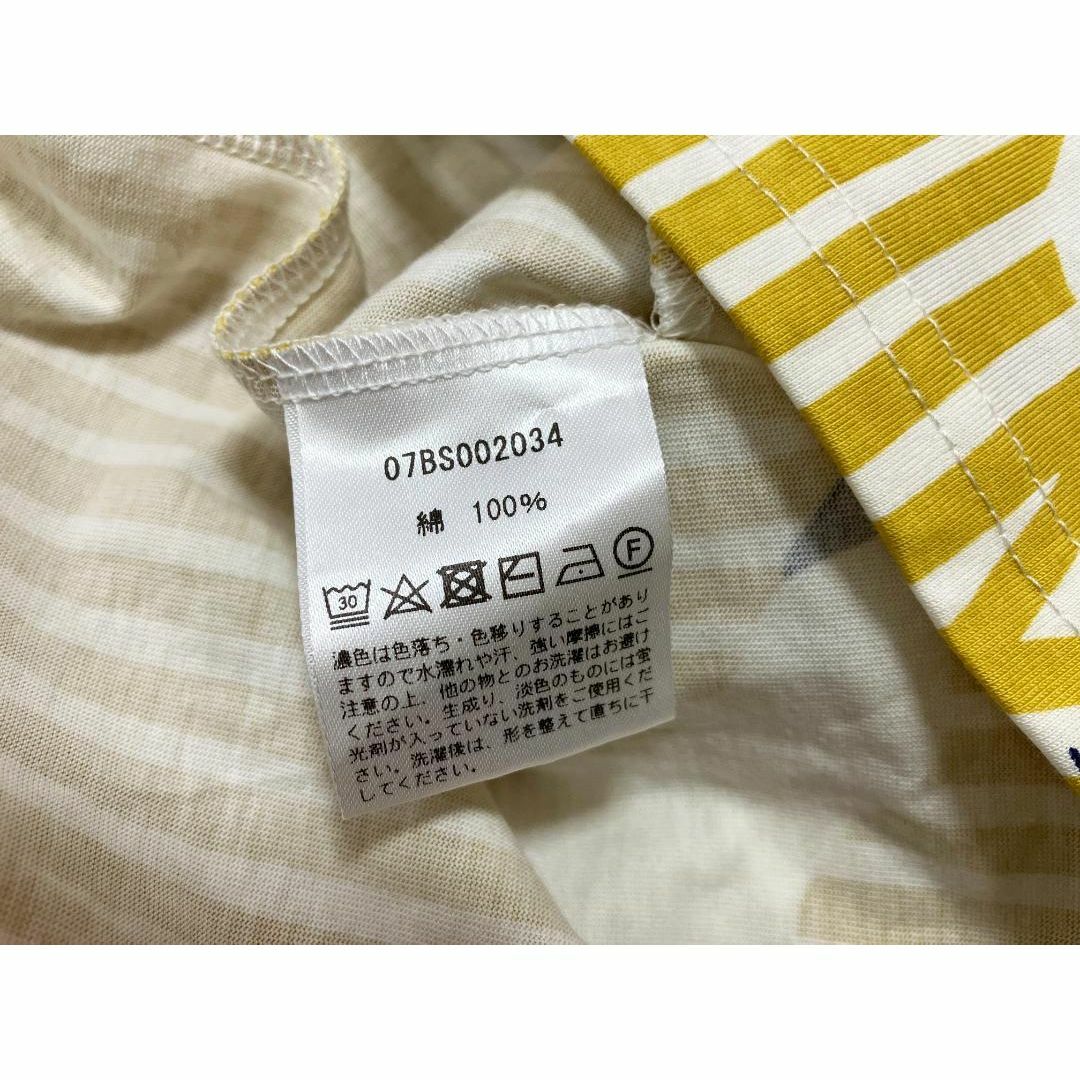 07BS002034
綿 100%
30 F
濃色は色落ち・色移りすることがあり
ますので水濡れや汗、強い摩擦にはご
注意の上、他の物とのお洗濯はお避け
ください。生成り、淡色のものには蛍
光剤が入っていない洗剤をご使用くだ
さい。洗濯後は、形を整えて直ちに干
してください。